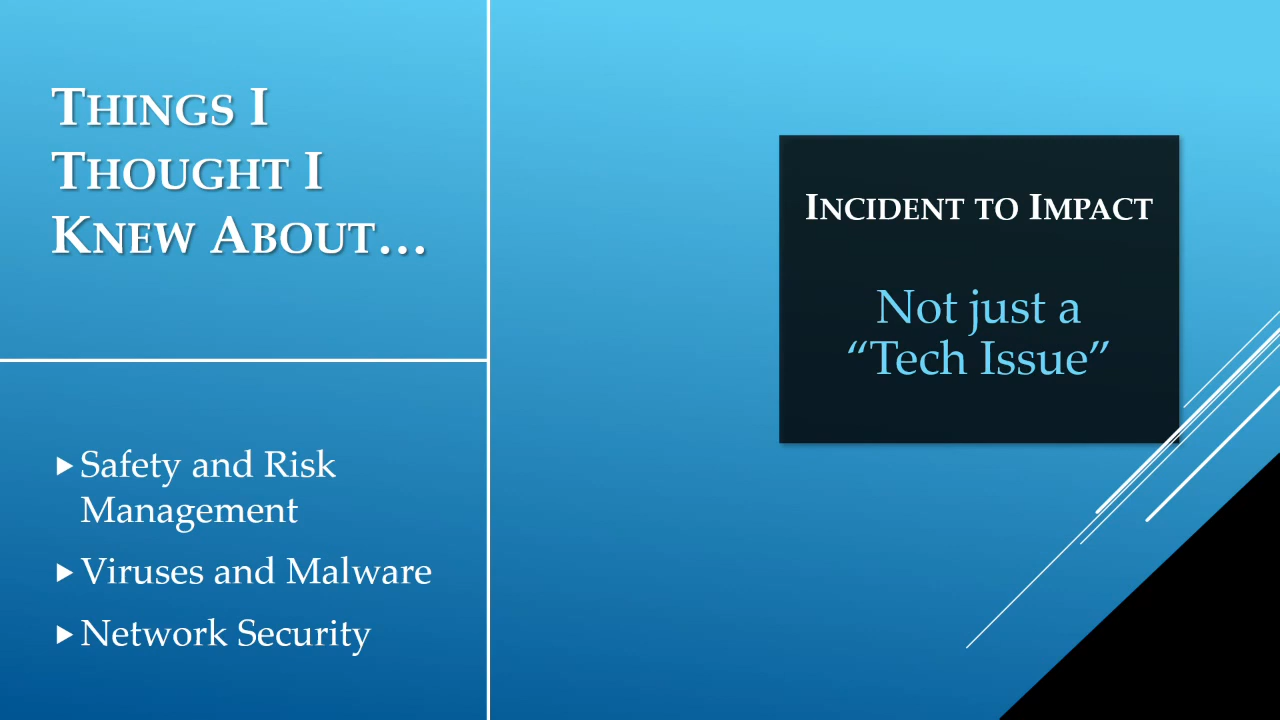 Things I
Thought I
Knew About…
▶Safety and Risk
Management
▶Viruses and Malware
▶Network Security
Incident to Impact
Not just a
“Tech Issue”